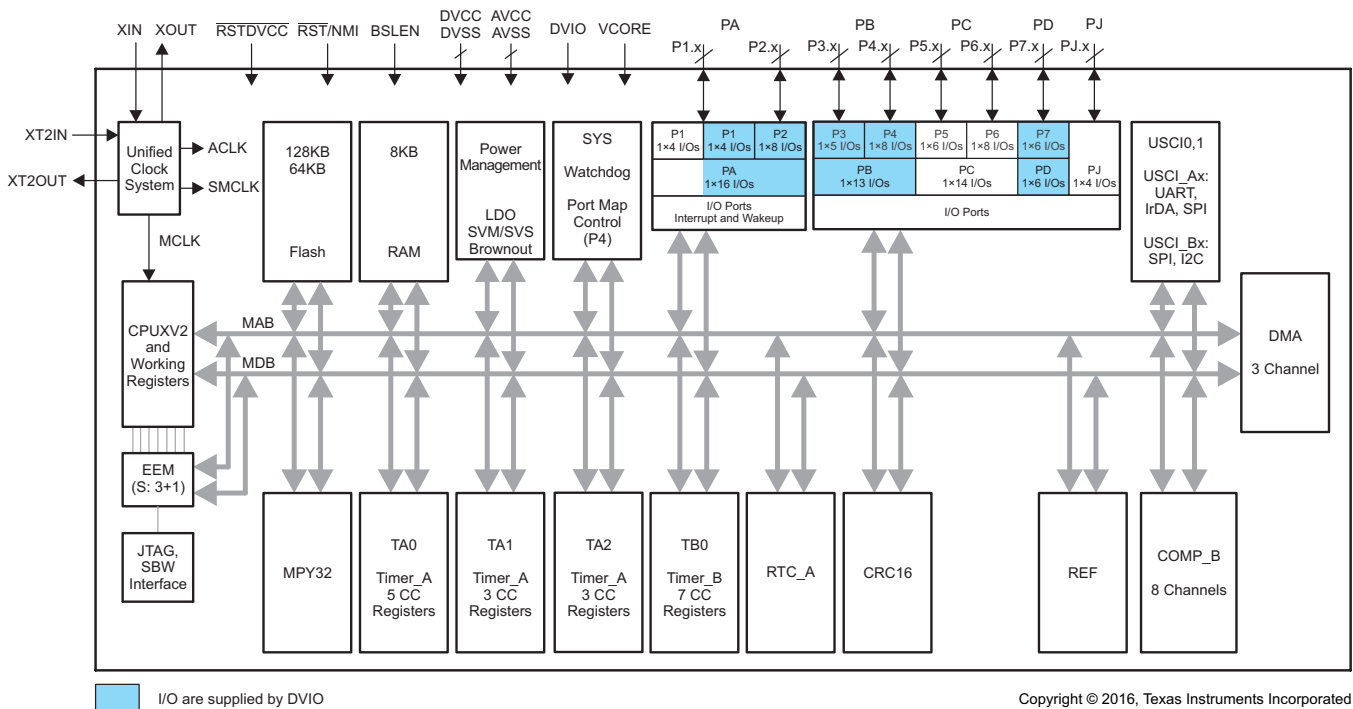 XIN XOUT RSTDVCC RST/NMI BSLEN DVCC DVSS AVCC AVSS DVIO VCORE
PA PB PC PD PJ
P1.x P2.x P3.x P4.x P5.x P6.x P7.x PJ.x
XT2IN
XT2OUT
Unified
Clock
System
ACLK
SMCLK
MCLK
128KB
64KB
Flash
8KB
RAM
Power
Management
LDO
SVM/SVS
Brownout
SYS
Watchdog
Port Map
Control
(P4)
P1
1×4 I/Os
P1
1×4 I/Os
P2
1×8 I/Os
PA
1×16 I/Os
I/O Ports
Interrupt and Wakeup
P3
1×5 I/Os
P4
1×8 I/Os
P5
1×6 I/Os
P6
1×8 I/Os
P7
1×6 I/Os
PB
1×13 I/Os
PC
1×14 I/Os
PD
1×6 I/Os
PJ
1×4 I/Os
I/O Ports
USCI0,1
USCI_Ax:
UART,
IrDA, SPI
USCI_Bx:
SPI, I2C
CPUXV2
and
Working
Registers
MAB
MDB
DMA
3 Channel
EEM
(S: 3+1)
JTAG,
SBW
Interface
MPY32
TA0
Timer_A
5 CC
Registers
TA1
Timer_A
3 CC
Registers
TA2
Timer_A
3 CC
Registers
TB0
Timer_B
7 CC
Registers
RTC_A
CRC16
REF
COMP_B
8 Channels
I/O are supplied by DVIO
Copyright © 2016, Texas Instruments Incorporated